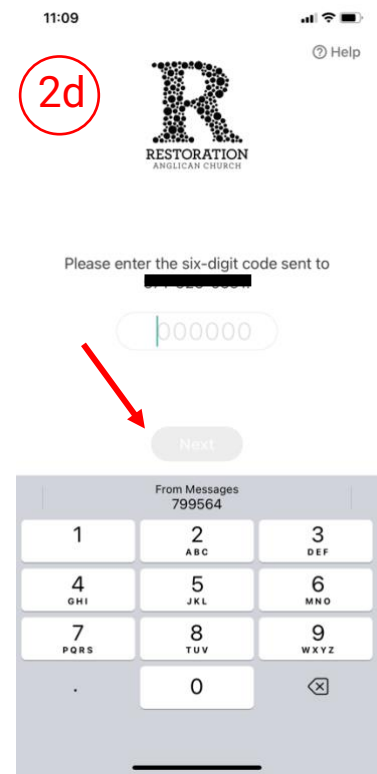 11:09
Help
2d
R
RESTORATION
ANGLICAN CHURCH
Please enter the six-digit code sent to
000000
Next
From Messages
799564
1
2
ABC
3
DEF
4
GHI
5
JKL
6
MNO
7
PQRS
8
TUV
9
WXYZ
.
0